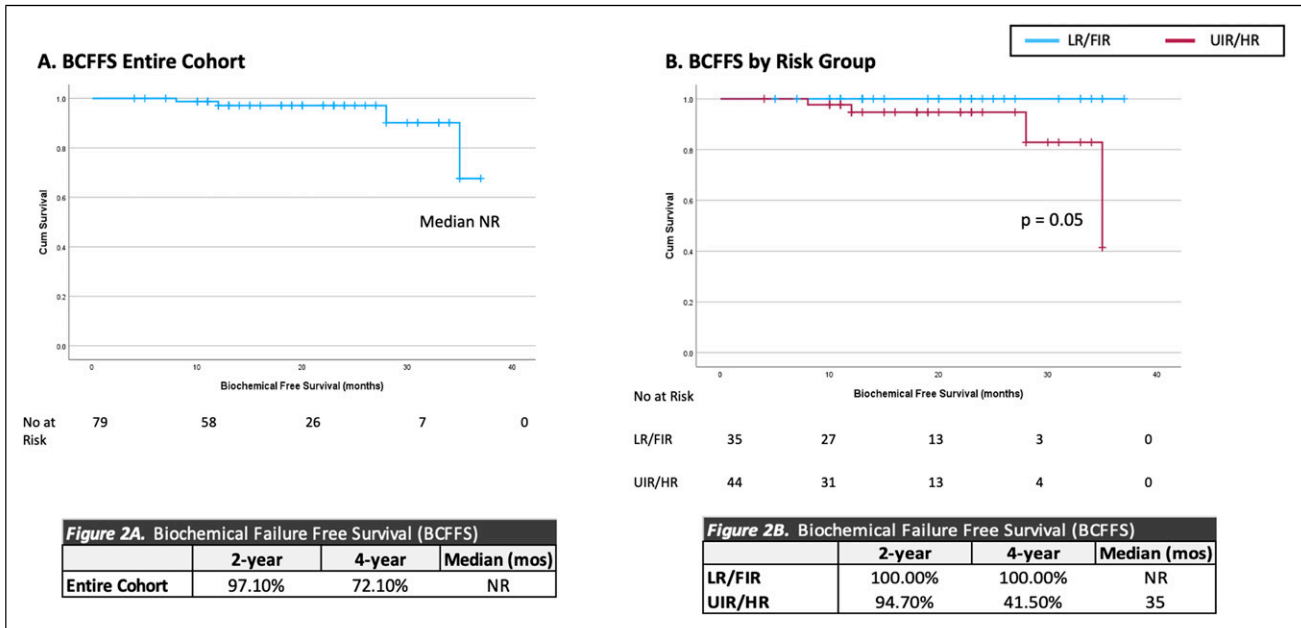 LR/FIR UIR/HR
A. BCFFS Entire Cohort
1.0
0.8
0.6
0.4
0.2
0.0
Cum Survival
Median NR
0 10 20 30 40
Biochemical Free Survival (months)
No at Risk 79 58 26 7 0
Figure 2A. Biochemical Failure Free Survival (BCFFS)
2-year 4-year Median (mos)
Entire Cohort 97.10% 72.10% NR
B. BCFFS by Risk Group
1.0
0.8
0.6
0.4
0.2
0.0
Cum Survival
p = 0.05
0 10 20 30 40
Biochemical Free Survival (months)
No at Risk
LR/FIR 35 27 13 3 0
UIR/HR 44 31 13 4 0
Figure 2B. Biochemical Failure Free Survival (BCFFS)
2-year 4-year Median (mos)
LR/FIR 100.00% 100.00% NR
UIR/HR 94.70% 41.50% 35